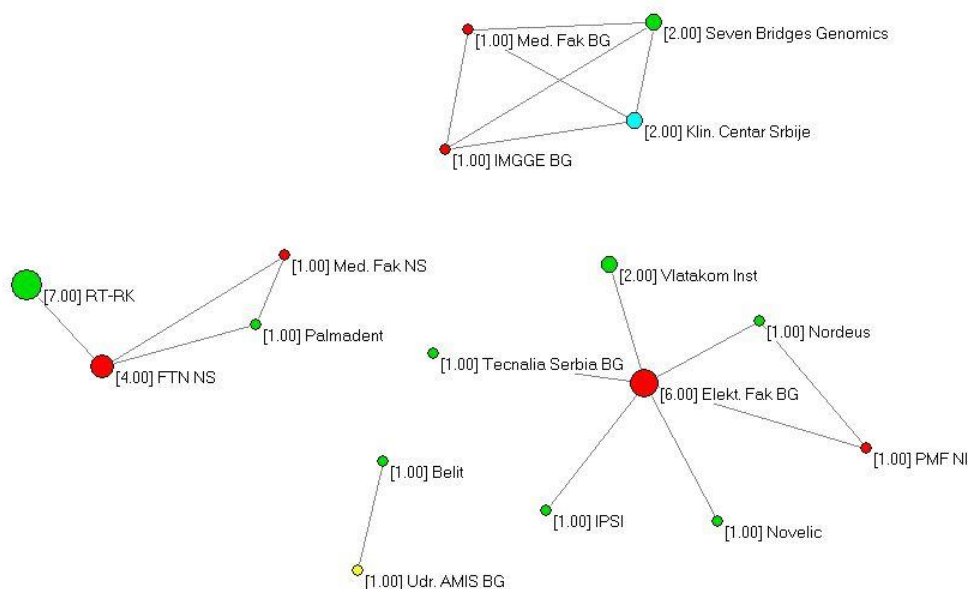 [2.00] Seven Bridges Genomics
[1.00] Med. Fak BG
[2.00] Klin. Centar Srbije
[1.00] IMGGE BG
[1.00] Med. Fak NS
[2.00] Vlatakom Inst
[7.00] RT-RK
[1.00] Palmadent
[1.00] Nordeus
[1.00] Tecnalia Serbia BG
[4.00] FTN NS
[6.00] Elekt. Fak BG
[1.00] PMF NI
[1.00] Belit
[1.00] IPSI
[1.00] Novelic
[1.00] Udr. AMIS BG